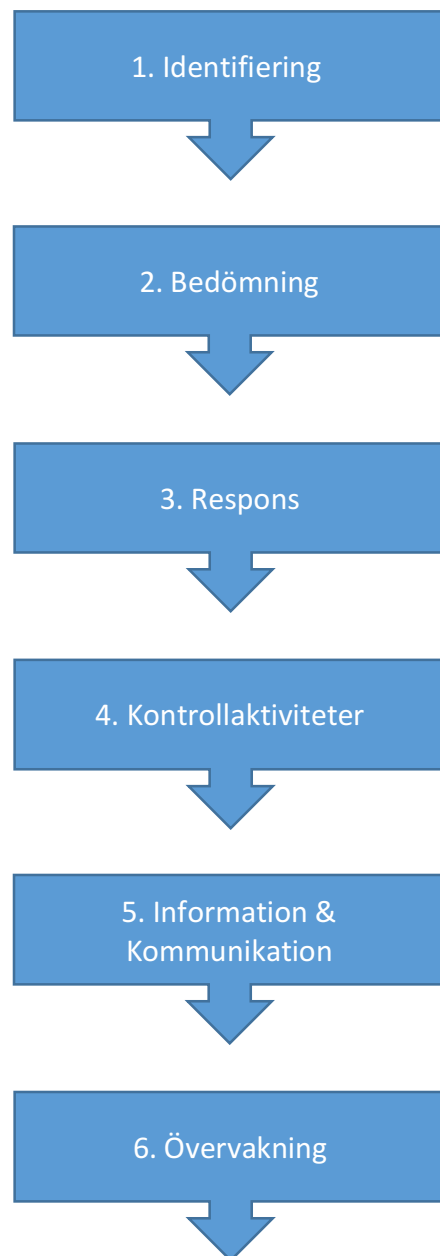 1. Identifiering
2. Bedömning
3. Respons
4. Kontrollaktiviteter
5. Information &
Kommunikation
6. Övervakning